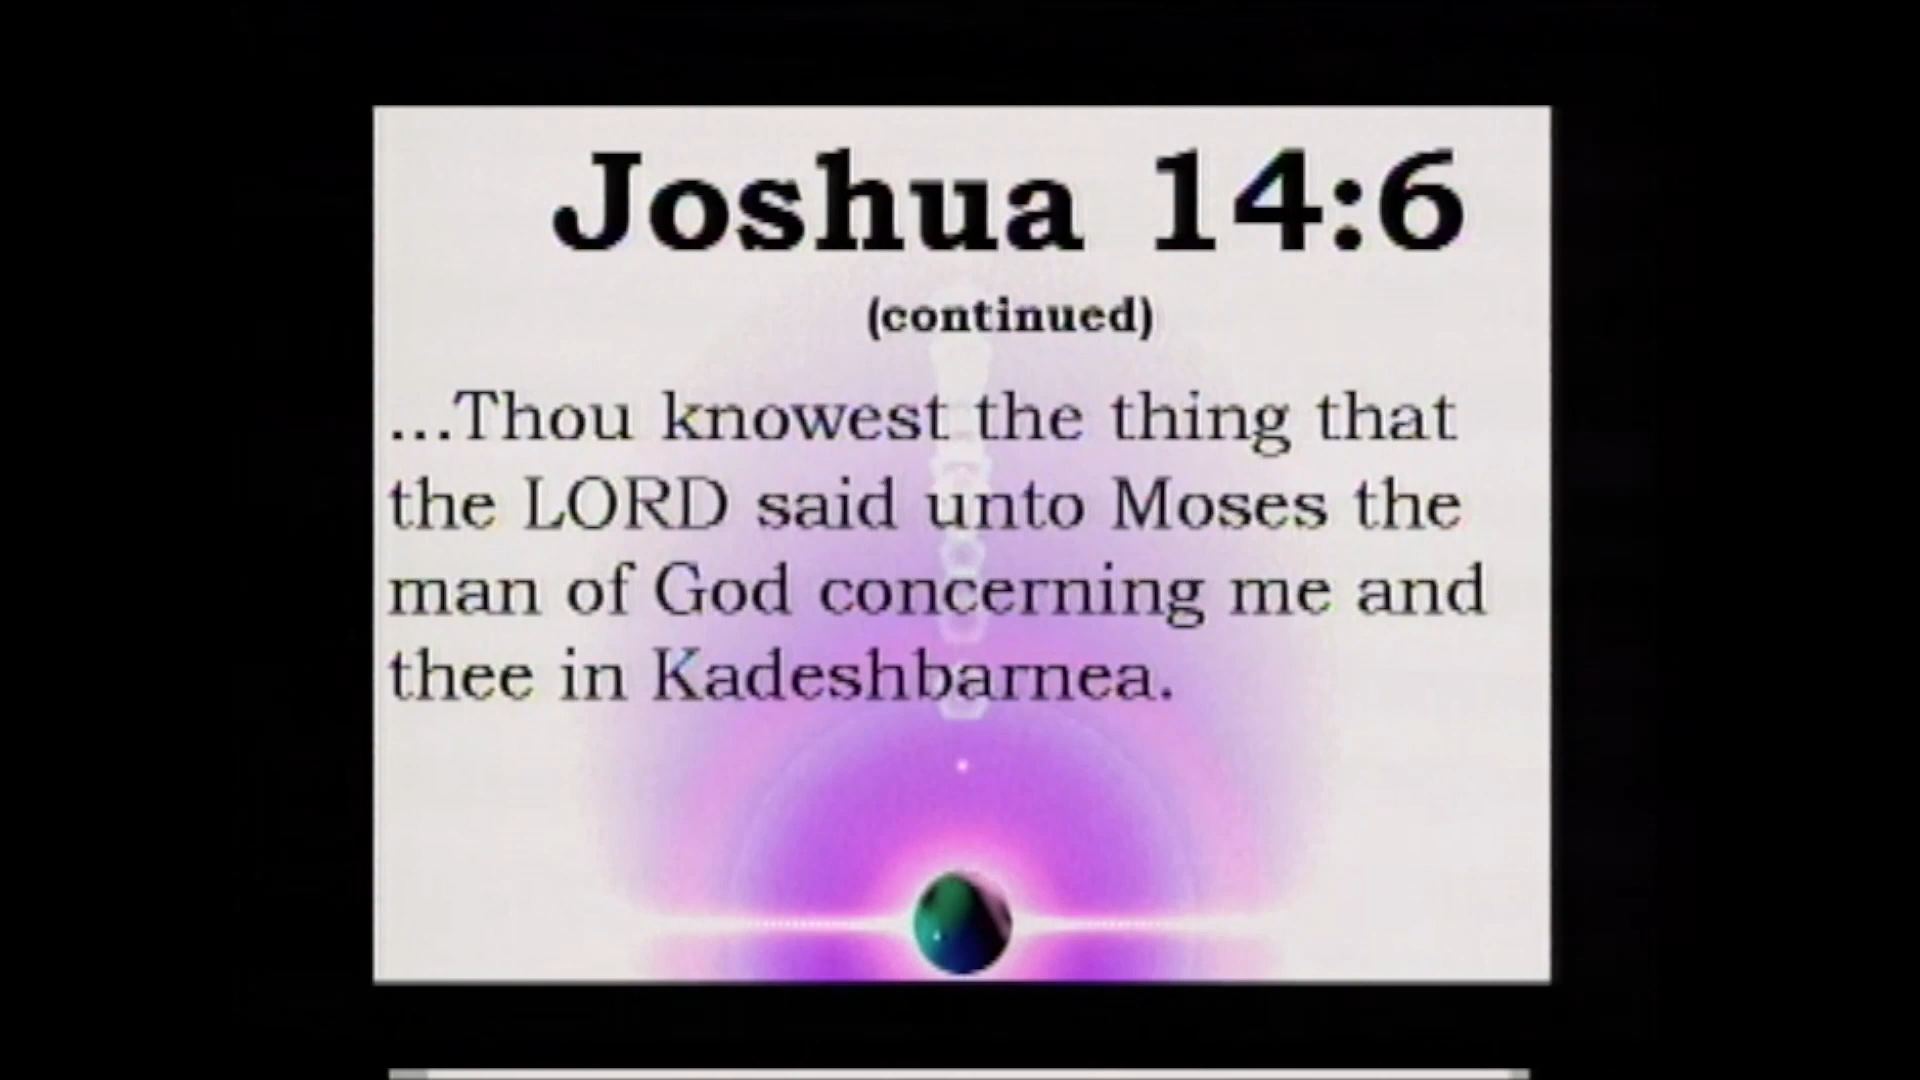 Joshua 14:6
(continued)
...Thou knowest the thing that
the LORD said unto Moses the
man of God concerning me and
thee in Kadeshbarnea.